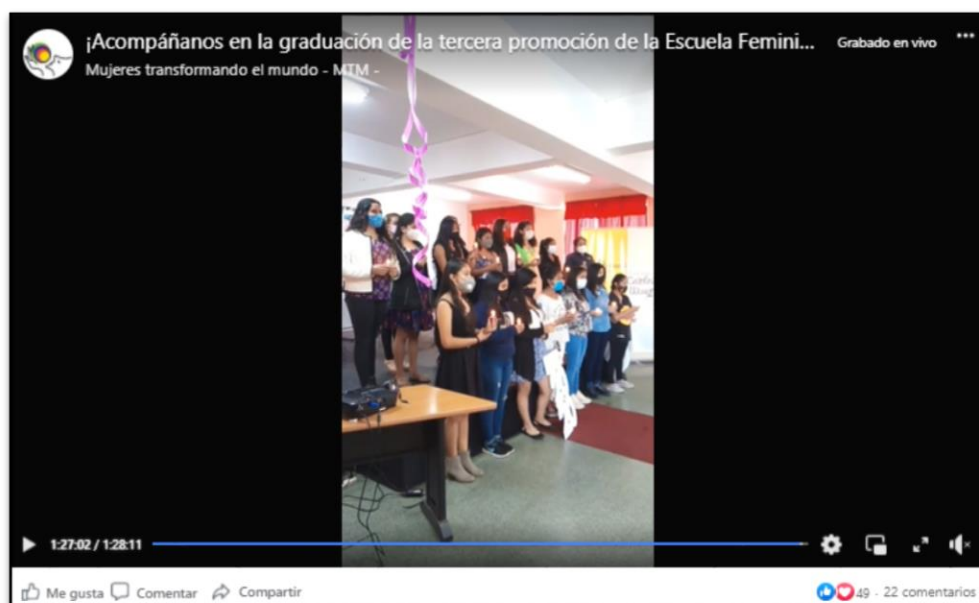 ¡Acompáñanos en la graduación de la tercera promoción de la Escuela Femini...
Grabado en vivo
Mujeres transformando el mundo - MTM -
1:27:02 / 1:28:11
Me gusta Comentar Compartir
49 · 22 comentarios